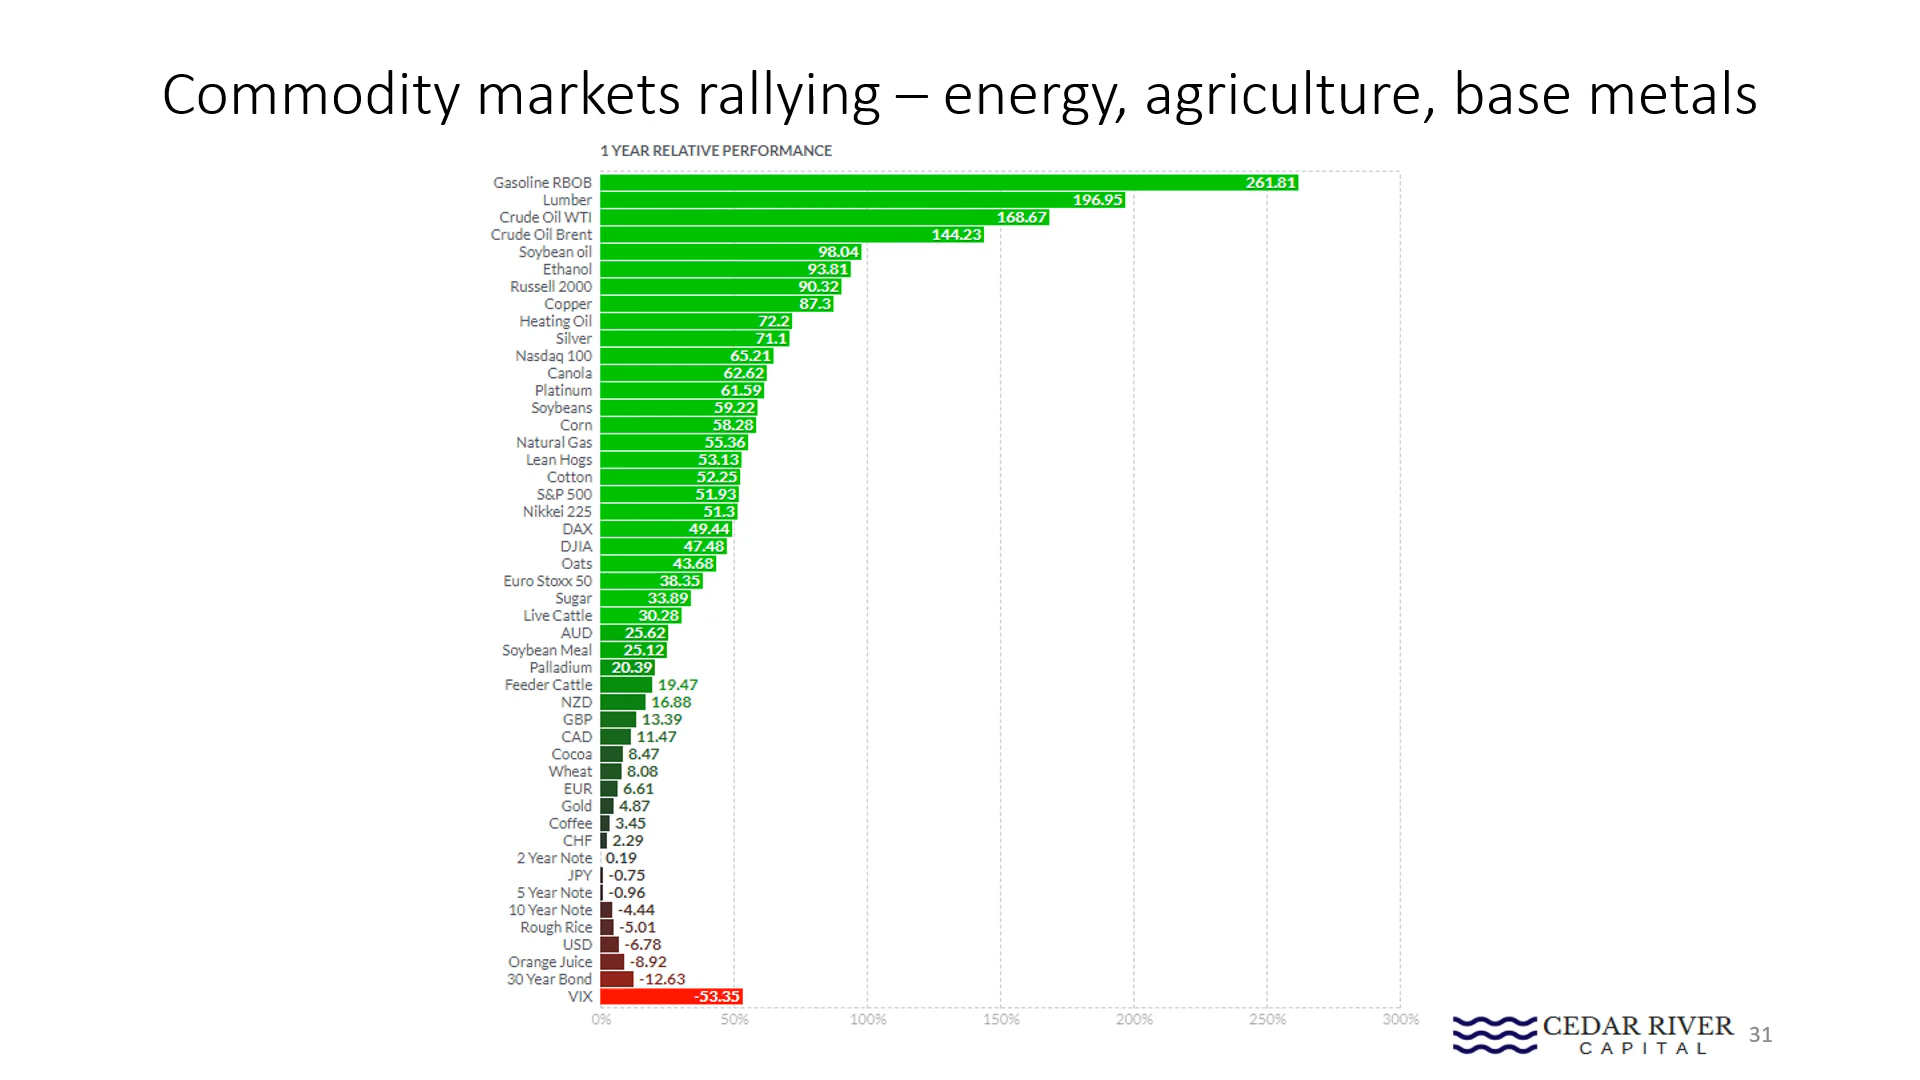 Commodity markets rallying – energy, agriculture, base metals
1 YEAR RELATIVE PERFORMANCE
Gasoline RBOB 261.81
Lumber 196.95
Crude Oil WTI 168.67
Crude Oil Brent 144.23
Soybean oil 98.04
Ethanol 93.81
Russell 2000 90.32
Copper 87.3
Heating Oil 72.2
Silver 71.1
Nasdaq 100 65.21
Canola 62.62
Platinum 61.59
Soybeans 59.22
Corn 58.28
Natural Gas 55.36
Lean Hogs 53.13
Cotton 52.25
S&P 500 51.93
Nikkei 225 51.3
DAX 49.44
DJIA 47.48
Oats 43.68
Euro Stoxx 50 38.35
Sugar 33.89
Live Cattle 30.28
AUD 25.62
Soybean Meal 25.12
Palladium 20.39
Feeder Cattle 19.47
NZD 16.88
GBP 13.39
CAD 11.47
Cocoa 8.47
Wheat 8.08
EUR 6.61
Gold 4.87
Coffee 3.45
CHF 2.29
2 Year Note 0.19
JPY -0.75
5 Year Note -0.96
10 Year Note -4.44
Rough Rice -5.01
USD -6.78
Orange Juice -8.92
30 Year Bond -12.63
VIX -53.35
0% 50% 100% 150% 200% 250% 300%
CEDAR RIVER
CAPITAL
31